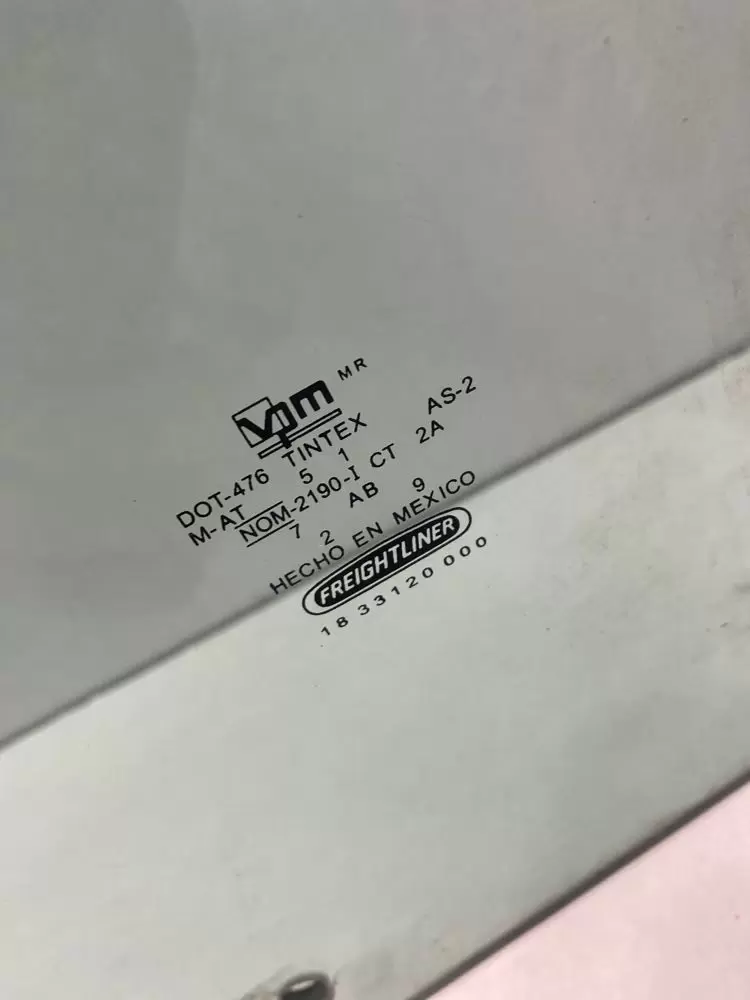 vpm MR
TINTEX
DOT-476 5 1 AS-2
M-AT NOM-2190-I CT 2A
7 2 AB 9
HECHO EN MEXICO
FREIGHTLINER
18 33120 000